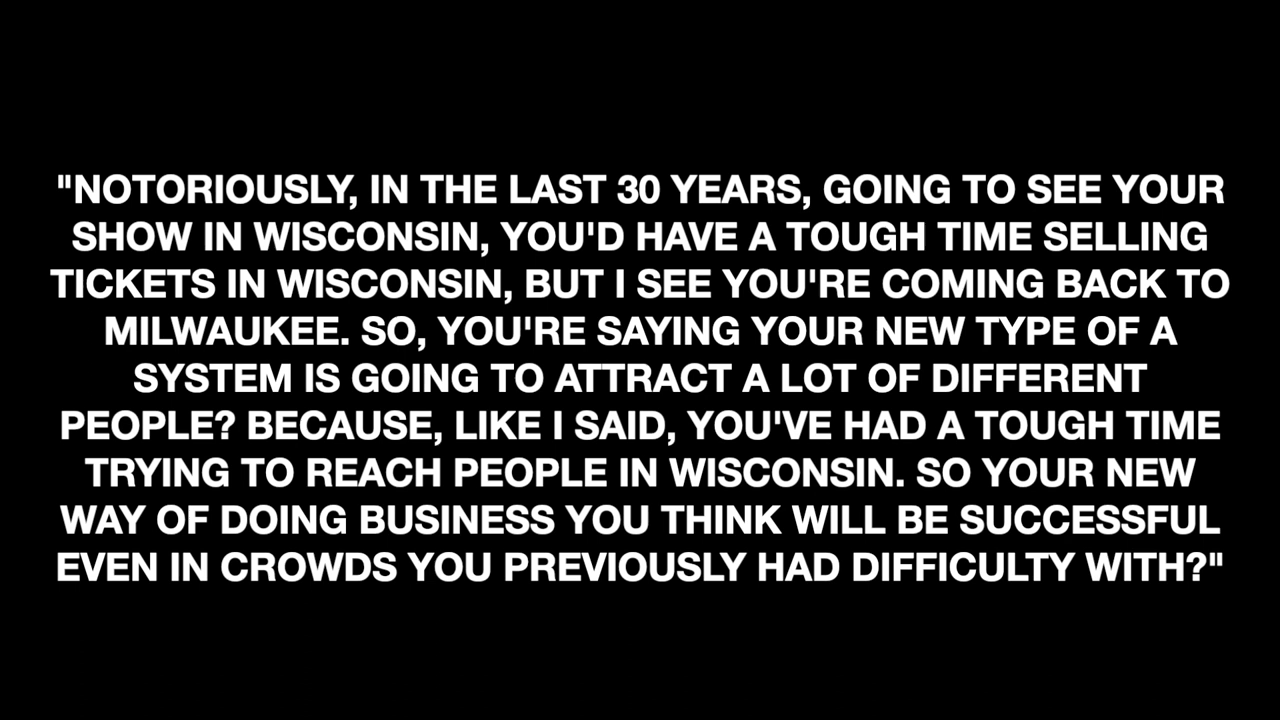 "NOTORIOUSLY, IN THE LAST 30 YEARS, GOING TO SEE YOUR
SHOW IN WISCONSIN, YOU'D HAVE A TOUGH TIME SELLING
TICKETS IN WISCONSIN, BUT I SEE YOU'RE COMING BACK TO
MILWAUKEE. SO, YOU'RE SAYING YOUR NEW TYPE OF A
SYSTEM IS GOING TO ATTRACT A LOT OF DIFFERENT
PEOPLE? BECAUSE, LIKE I SAID, YOU'VE HAD A TOUGH TIME
TRYING TO REACH PEOPLE IN WISCONSIN. SO YOUR NEW
WAY OF DOING BUSINESS YOU THINK WILL BE SUCCESSFUL
EVEN IN CROWDS YOU PREVIOUSLY HAD DIFFICULTY WITH?"